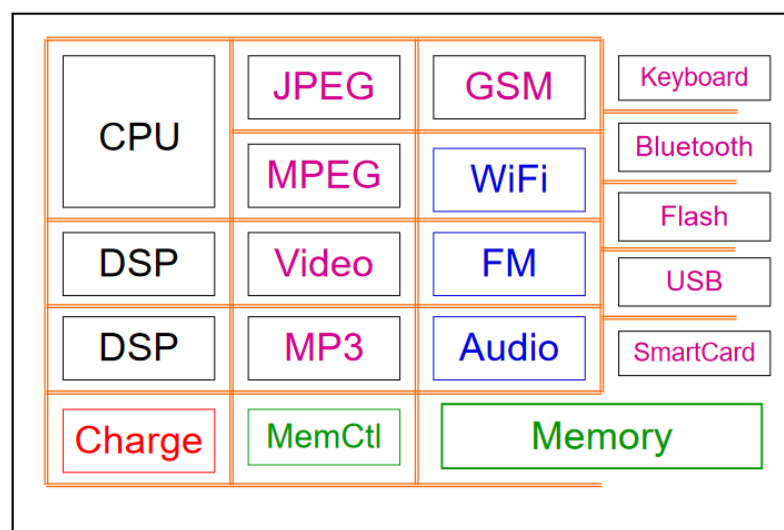 CPU
JPEG
GSM
Keyboard
MPEG
WiFi
Bluetooth
DSP
Video
FM
Flash
USB
DSP
MP3
Audio
SmartCard
Charge
MemCtl
Memory